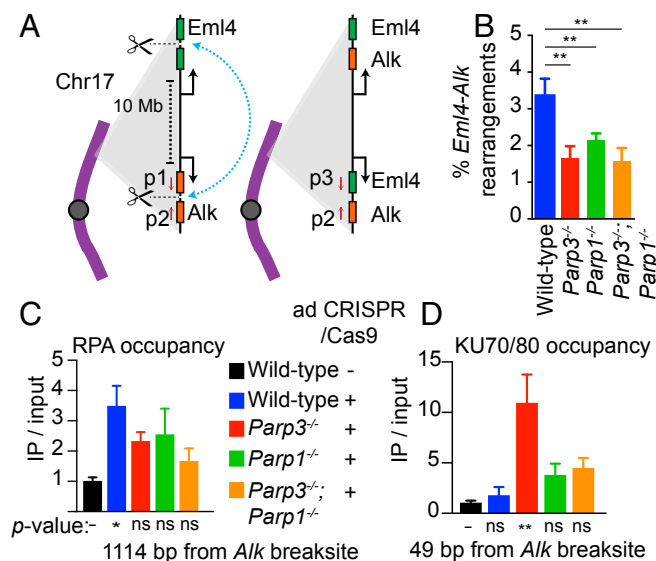 A
Eml4
Alk
Chr17
10 Mb
p1
p2
Alk
Eml4
Alk
p3
Eml4
p2
Alk
B
% Eml4-Alk
rearrangements
5
4
3
2
1
0
**
**
**
Wild-type
Parp3-/-
Parp1-/-
Parp3-/-;
Parp1-/-
C
RPA occupancy
IP / input
5
4
3
2
1
0
p-value:- * ns ns ns
1114 bp from Alk breaksite
ad CRISPR
/Cas9
Wild-type -
Wild-type +
Parp3-/- +
Parp1-/- +
Parp3-/-; +
Parp1-/-
D
KU70/80 occupancy
IP / input
15
10
5
0
- ns ** ns ns
49 bp from Alk breaksite